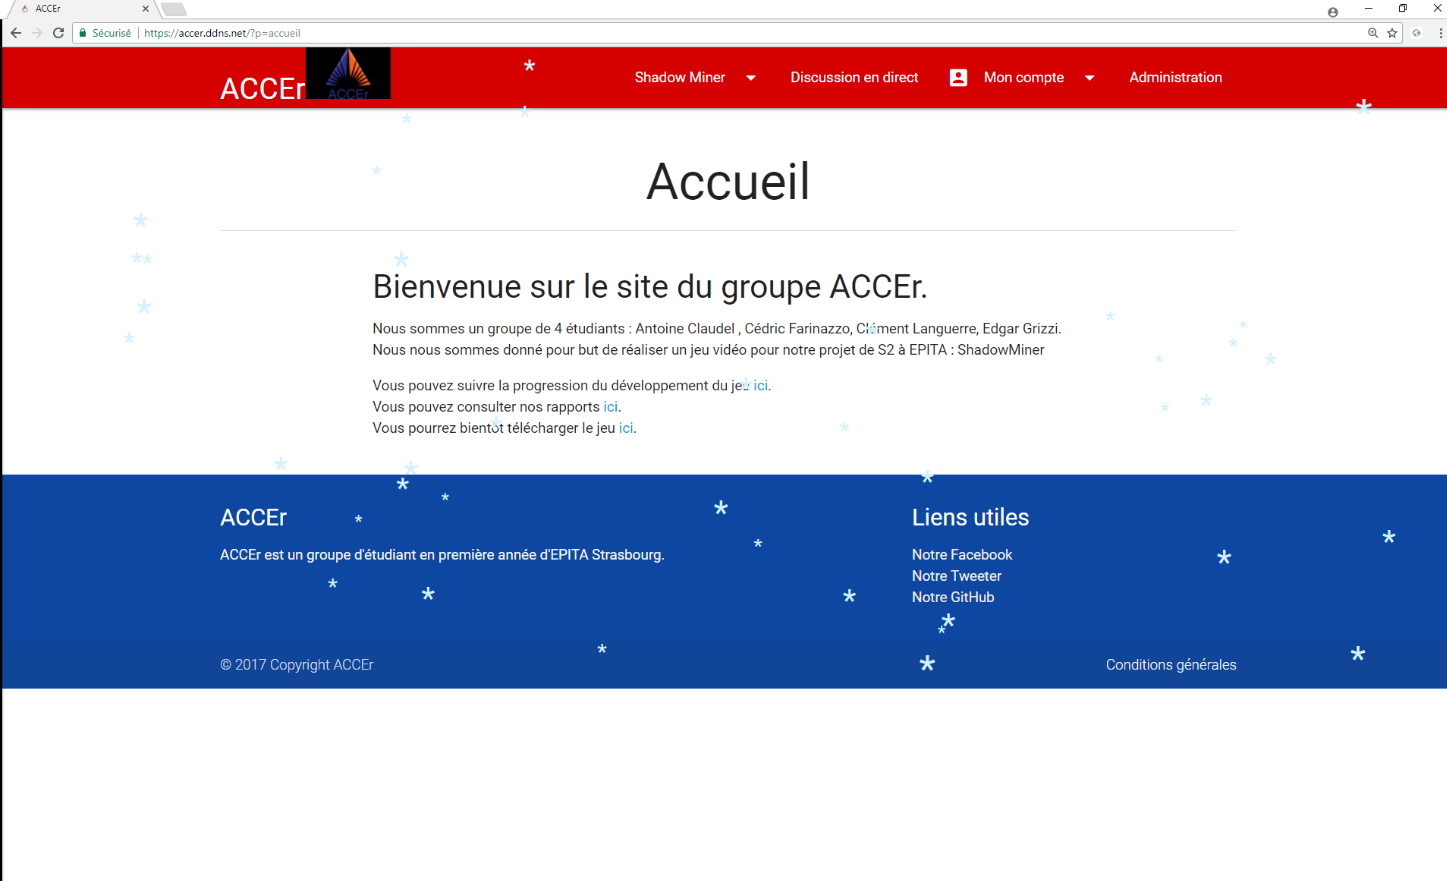 ACCEr
Sécurisé
https://accer.ddns.net/?p=accueil
ACCEr
ACCEr
Shadow Miner
Discussion en direct
Mon compte
Administration
Accueil
Bienvenue sur le site du groupe ACCEr.
Nous sommes un groupe de 4 étudiants : Antoine Claudel , Cédric Farinazzo, Clément Languerre, Edgar Grizzi.
Nous nous sommes donné pour but de réaliser un jeu vidéo pour notre projet de S2 à EPITA : ShadowMiner
Vous pouvez suivre la progression du développement du jeu ici.
Vous pouvez consulter nos rapports ici.
Vous pourrez bientôt télécharger le jeu ici.
ACCEr
ACCEr est un groupe d'étudiant en première année d'EPITA Strasbourg.
Liens utiles
Notre Facebook
Notre Tweeter
Notre GitHub
© 2017 Copyright ACCEr
Conditions générales